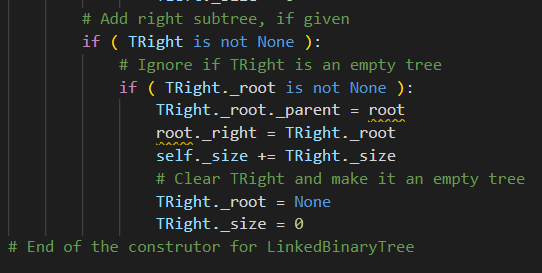 # Add right subtree, if given
if ( TRight is not None ):
# Ignore if TRight is an empty tree
if ( TRight._root is not None ):
TRight._root._parent = root
root._right = TRight._root
self._size += TRight._size
# Clear TRight and make it an empty tree
TRight._root = None
TRight._size = 0
# End of the construtor for LinkedBinaryTree